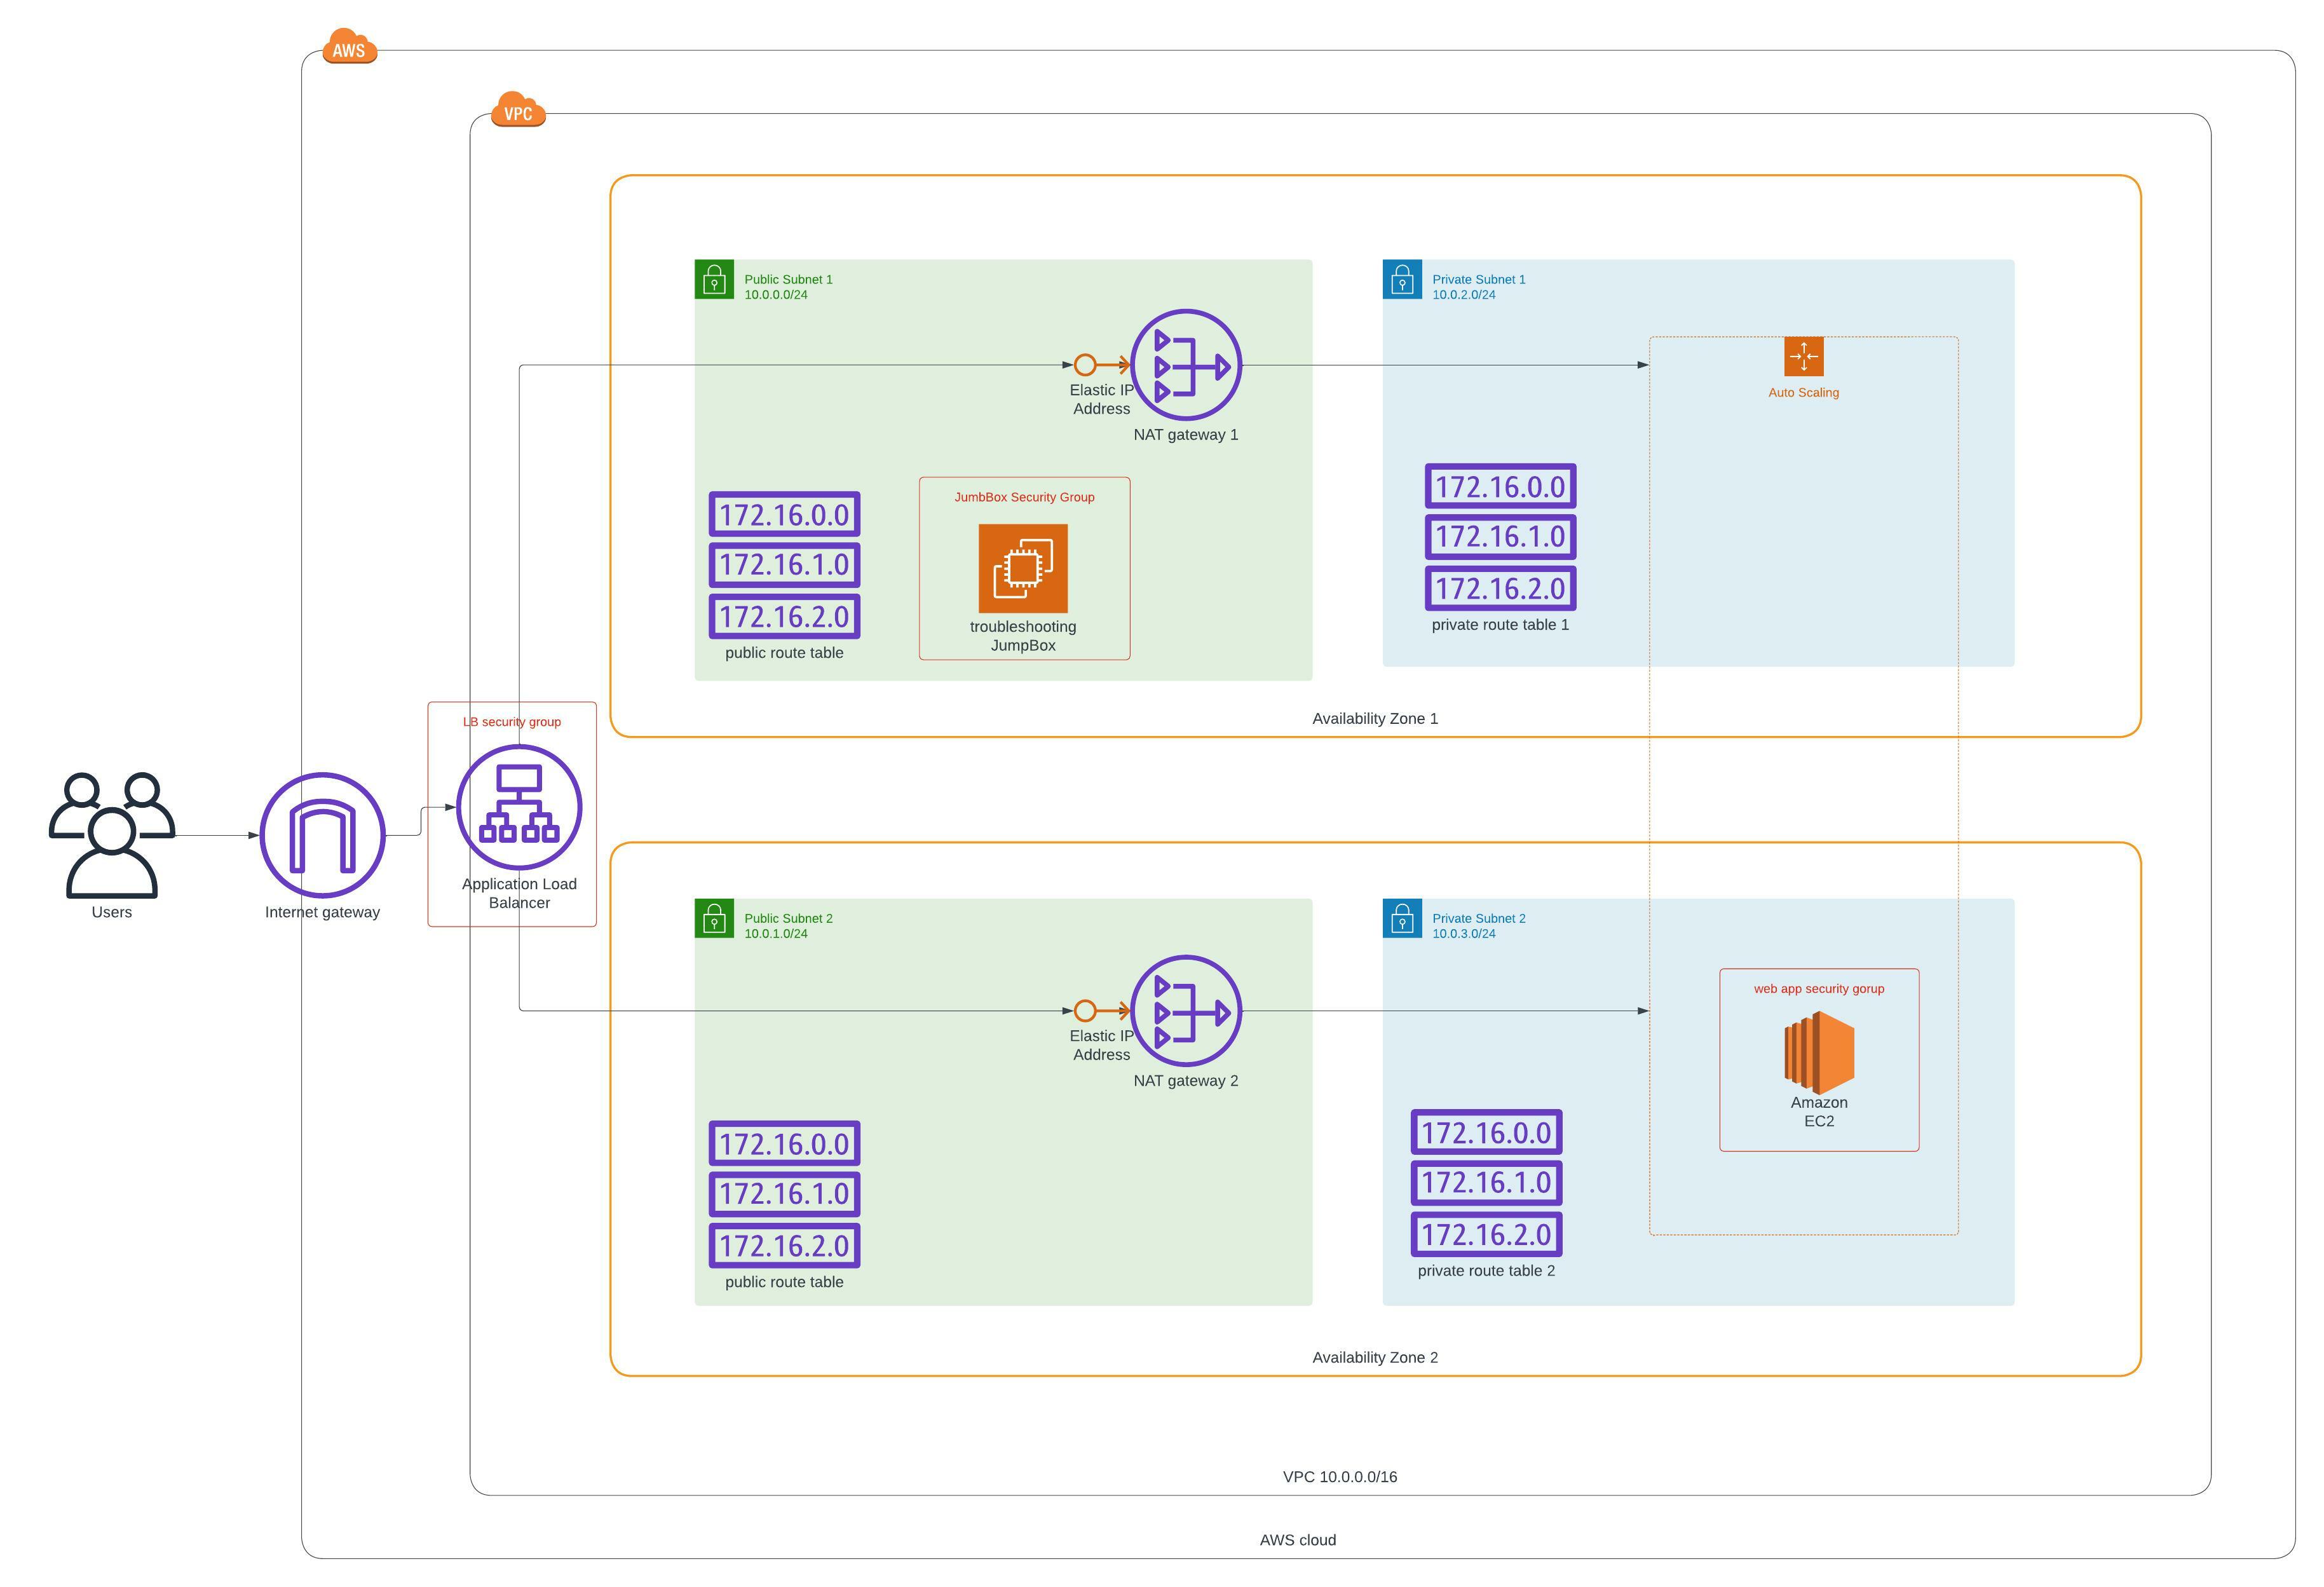 AWS
VPC
Public Subnet 1
10.0.0.0/24
Private Subnet 1
10.0.2.0/24
Elastic IP
Address
NAT gateway 1
Auto Scaling
172.16.0.0
172.16.1.0
172.16.2.0
public route table
JumbBox Security Group
troubleshooting
JumpBox
172.16.0.0
172.16.1.0
172.16.2.0
private route table 1
Availability Zone 1
LB security group
Application Load
Balancer
Users
Internet gateway
Public Subnet 2
10.0.1.0/24
Private Subnet 2
10.0.3.0/24
Elastic IP
Address
NAT gateway 2
web app security gorup
Amazon
EC2
172.16.0.0
172.16.1.0
172.16.2.0
public route table
172.16.0.0
172.16.1.0
172.16.2.0
private route table 2
Availability Zone 2
VPC 10.0.0.0/16
AWS cloud